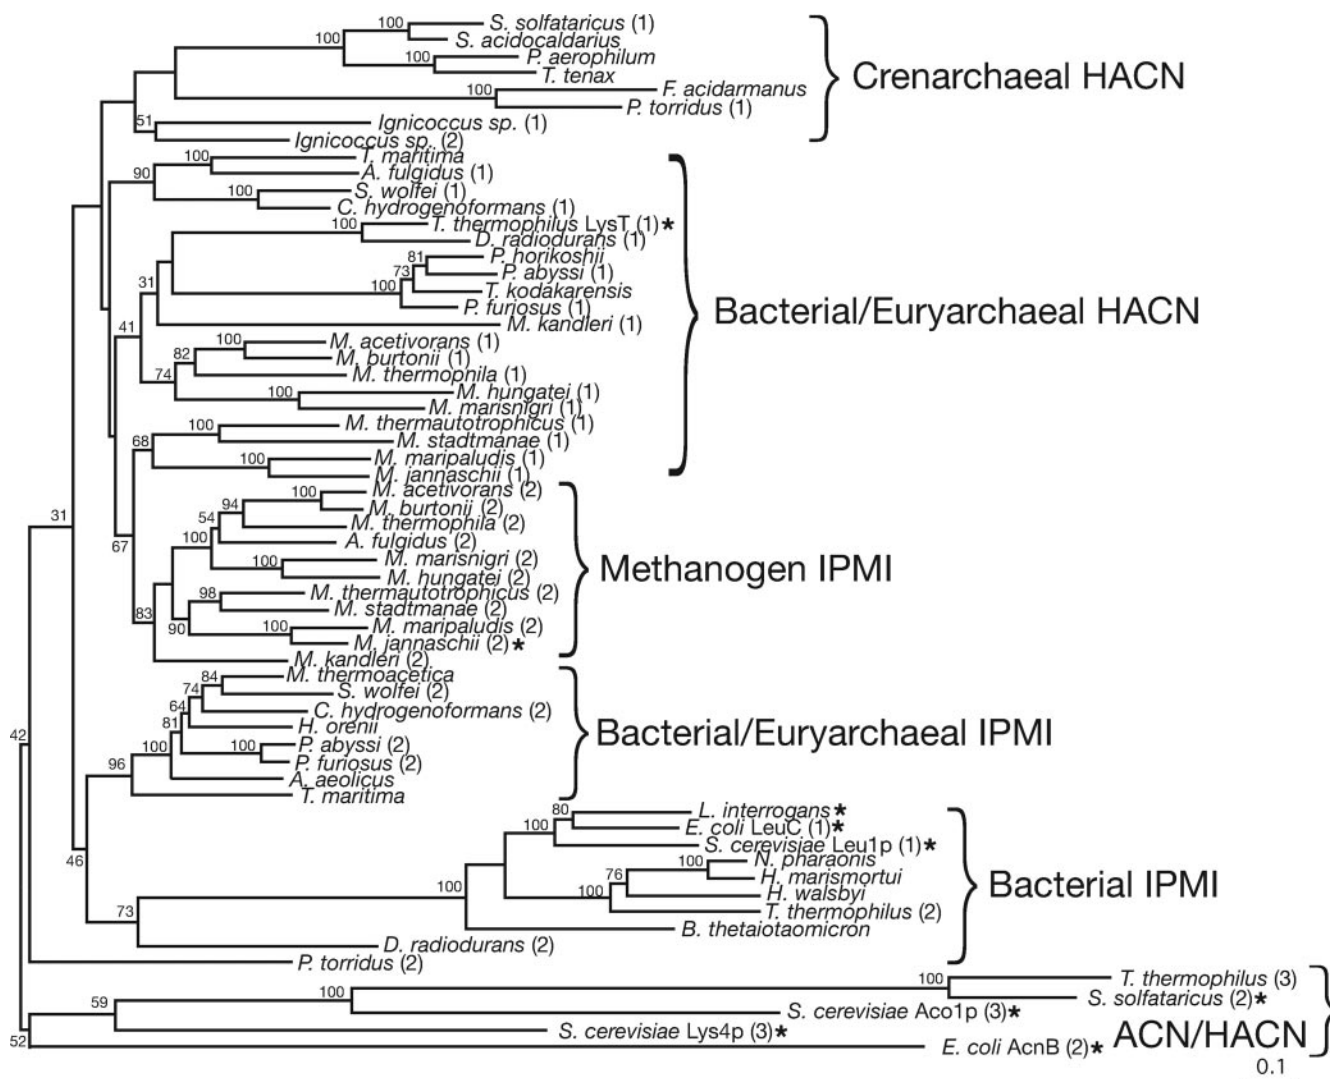 100
S. solfataricus (1)
100
S. acidocaldarius
100
P. aerophilum
T. tenax
100
F. acidarmanus
P. torridus (1)
Crenarchaeal HACN
51
Ignicoccus sp. (1)
Ignicoccus sp. (2)
100
T. maritima
90
A. fulgidus (1)
100
S. wolfei (1)
C. hydrogenoformans (1)
100
T. thermophilus LysT (1)*
D. radiodurans (1)
81
P. horikoshii
73
P. abyssi (1)
31
100
T. kodakarensis
P. furiosus (1)
Bacterial/Euryarchaeal HACN
41
M. kandleri (1)
100
M. acetivorans (1)
82
M. burtonii (1)
74
M. thermophila (1)
100
M. hungatei (1)
M. marisnigri (1)
100
M. thermautotrophicus (1)
68
M. stadtmanae (1)
100
M. maripaludis (1)
M. jannaschii (1)
100
M. acetivorans (2)
94
M. burtonii (2)
31
54
M. thermophila (2)
67
100
A. fulgidus (2)
100
M. marisnigri (2)
M. hungatei (2)
Methanogen IPMI
98
M. thermautotrophicus (2)
83
M. stadtmanae (2)
90
100
M. maripaludis (2)
M. jannaschii (2)*
M. kandleri (2)
84
M. thermoacetica
74
S. wolfei (2)
64
C. hydrogenoformans (2)
81
H. orenii
42
100
100
P. abyssi (2)
Bacterial/Euryarchaeal IPMI
96
P. furiosus (2)
A. aeolicus
T. maritima
80
L. interrogans*
100
E. coli LeuC (1)*
S. cerevisiae Leu1p (1)*
46
100
N. pharaonis
76
H. marismortui
100
100
H. walsbyi
Bacterial IPMI
73
T. thermophilus (2)
B. thetaiotaomicron
D. radiodurans (2)
P. torridus (2)
100
T. thermophilus (3)
59
100
S. solfataricus (2)*
S. cerevisiae Aco1p (3)*
S. cerevisiae Lys4p (3)*
ACN/HACN
52
E. coli AcnB (2)*
0.1